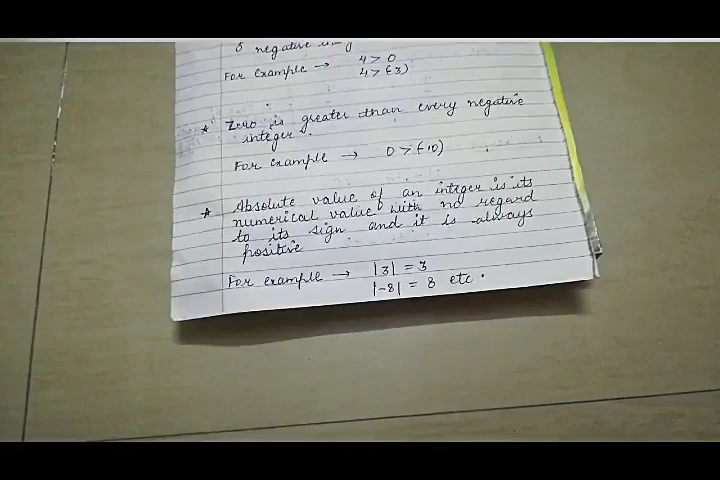 negative
For example → 4 > 0
4 > (-3)
* Zero is greater than every negative
integer.
For example → 0 > (-10)
* Absolute value of an integer is its
numerical value with no regard
to its sign and it is always
positive
For example → |3| = 3
|-8| = 8 etc.